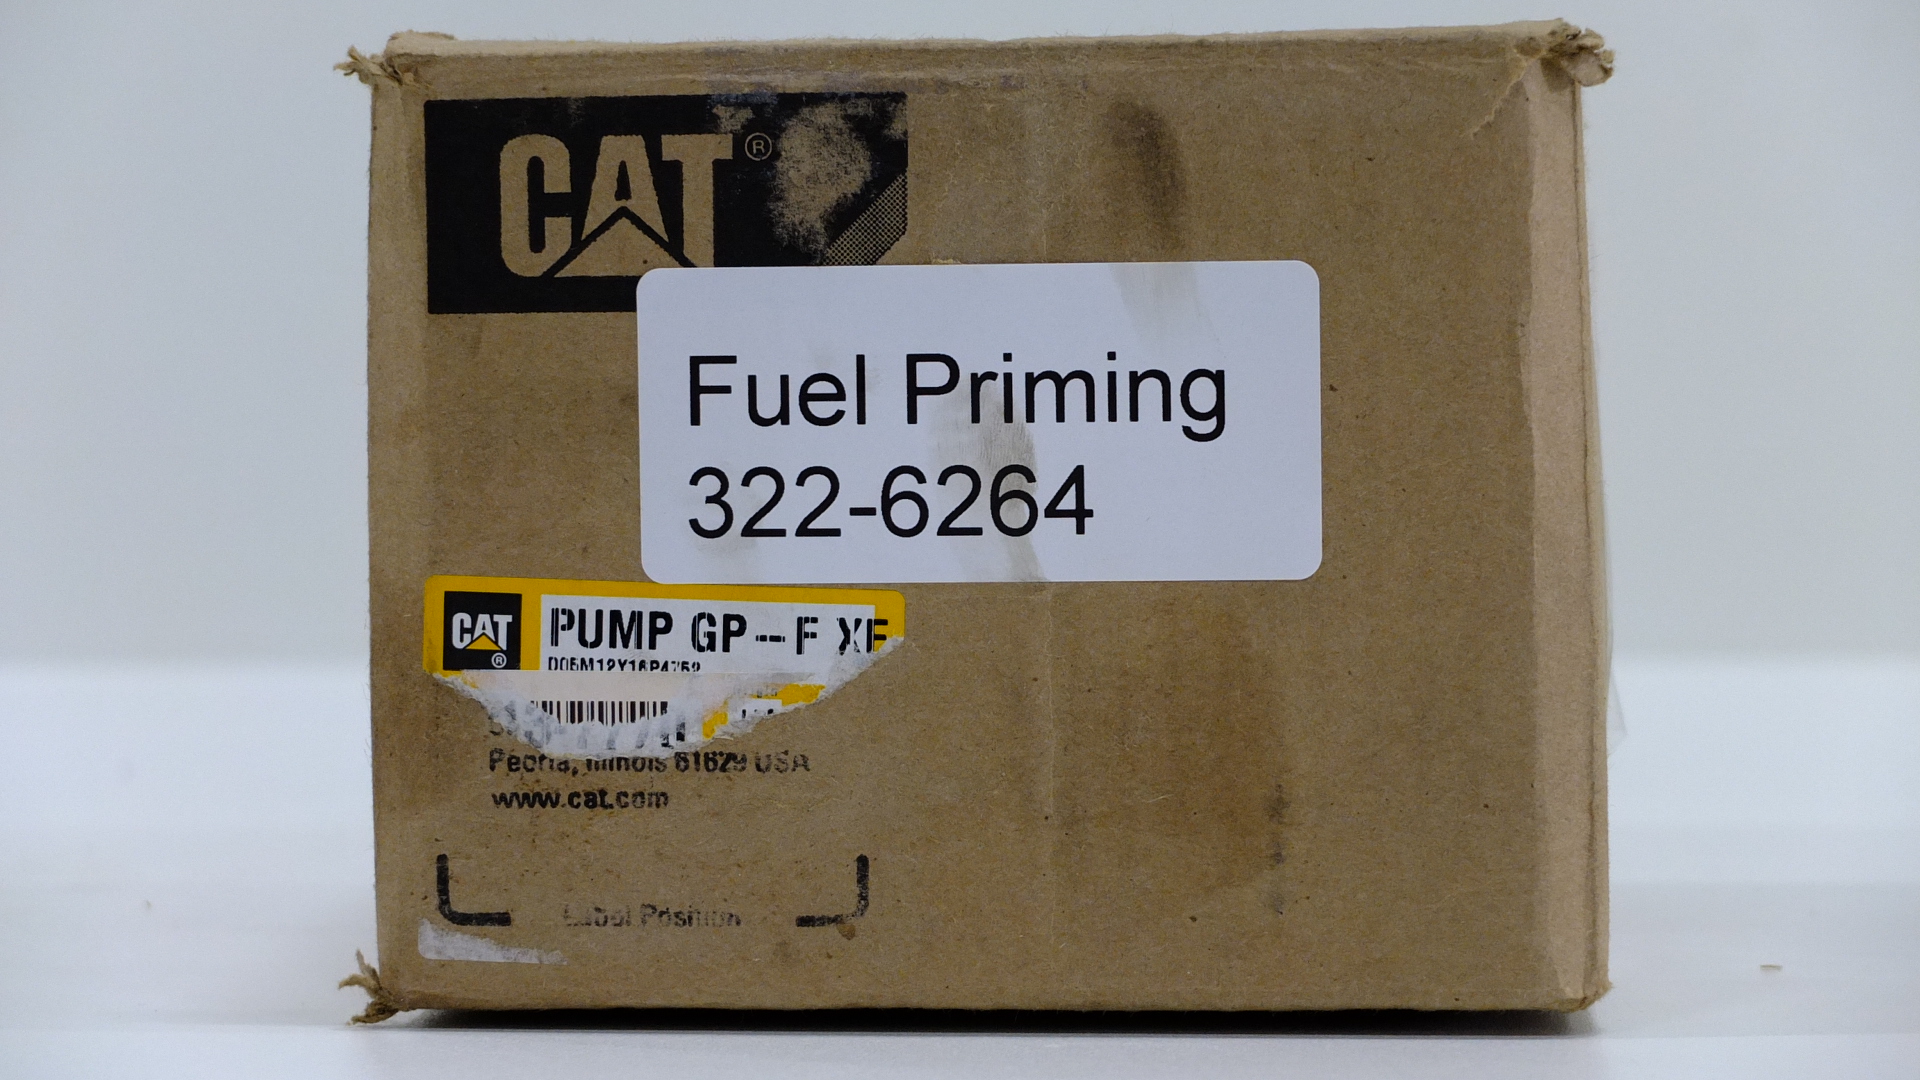 CAT®
Fuel Priming
322-6264
CAT®
PUMP GP--F XF
Peoria, Illinois 61629 USA
www.cat.com
Label Position